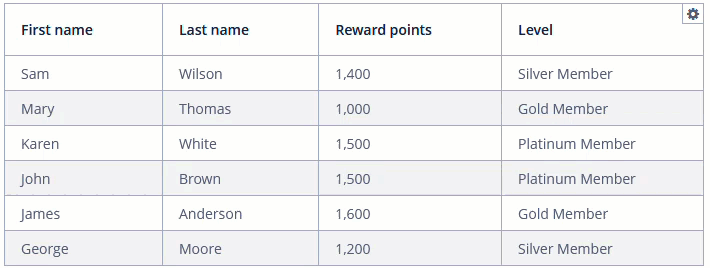 First name Last name Reward points Level
Sam Wilson 1,400 Silver Member
Mary Thomas 1,000 Gold Member
Karen White 1,500 Platinum Member
John Brown 1,500 Platinum Member
James Anderson 1,600 Gold Member
George Moore 1,200 Silver Member